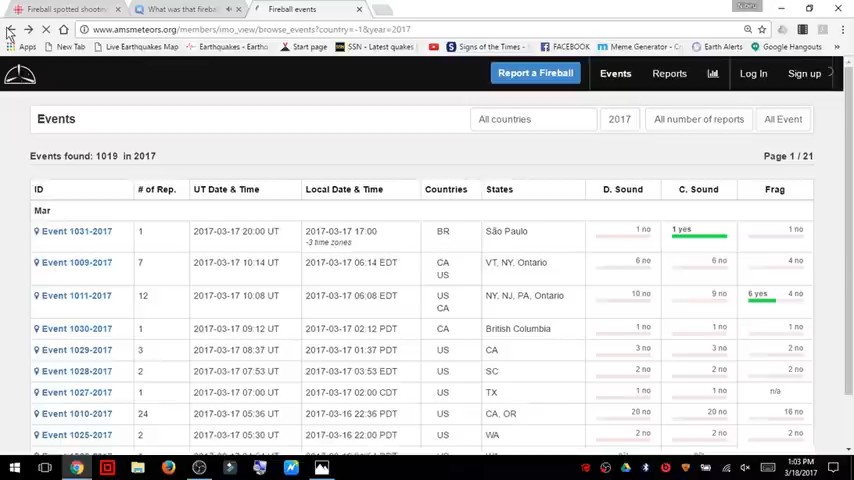 Fireball spotted shootin
What was that firebal
Fireball events
Nibiru
www.amsmeteors.org/members/imo_view/browse_events?country=-1&year=2017
Apps New Tab Live Earthquakes Map Earthquakes - Earthq Start page SSN - Latest quakes Signs of the Times - F FACEBOOK Meme Generator - C Earth Alerts Google Hangouts
Report a Fireball Events Reports Log In Sign up
Events All countries 2017 All number of reports All Event
Events found: 1019 in 2017 Page 1 / 21
ID # of Rep. UT Date & Time Local Date & Time Countries States D. Sound C. Sound Frag
Mar
Event 1031-2017 1 2017-03-17 20:00 UT 2017-03-17 17:00 BR São Paulo 1 no 1 yes 1 no
-3 time zones
Event 1009-2017 7 2017-03-17 10:14 UT 2017-03-17 06:14 EDT CA VT, NY, Ontario 6 no 6 no 4 no
US
Event 1011-2017 12 2017-03-17 10:08 UT 2017-03-17 06:08 EDT US NY, NJ, PA, Ontario 10 no 9 no 6 yes 4 no
CA
Event 1030-2017 1 2017-03-17 09:12 UT 2017-03-17 02:12 PDT CA British Columbia 1 no 1 no 1 no
Event 1029-2017 3 2017-03-17 08:37 UT 2017-03-17 01:37 PDT US CA 3 no 3 no 2 no
Event 1028-2017 2 2017-03-17 07:53 UT 2017-03-17 03:53 EDT US SC 2 no 2 no 2 no
Event 1027-2017 1 2017-03-17 07:00 UT 2017-03-17 02:00 CDT US TX 1 no 1 no n/a
Event 1010-2017 24 2017-03-17 05:36 UT 2017-03-16 22:36 PDT US CA, OR 20 no 20 no 16 no
Event 1025-2017 2 2017-03-17 05:30 UT 2017-03-16 22:00 PDT US WA 2 no 2 no 2 no
1:03 PM
3/18/2017